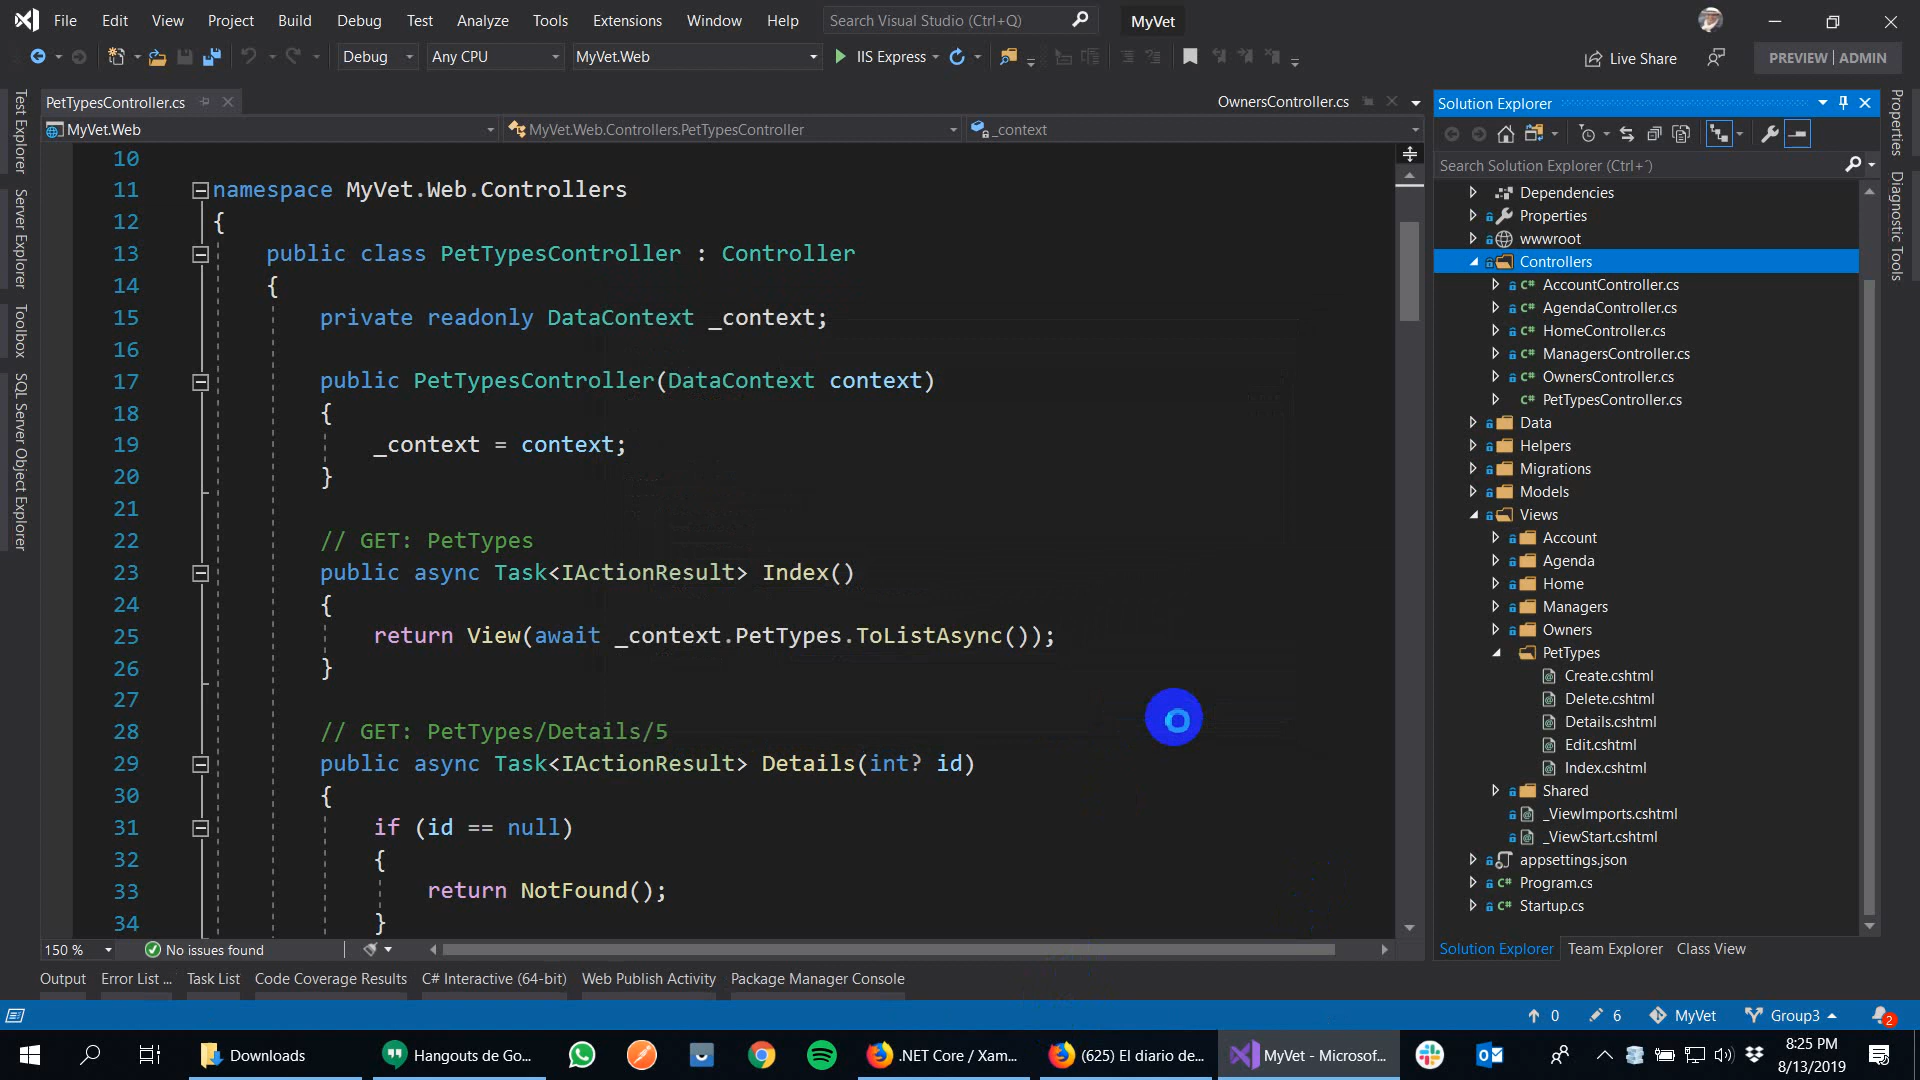 File Edit View Project Build Debug Test Analyze Tools Extensions Window Help Search Visual Studio (Ctrl+Q) MyVet
Debug Any CPU MyVet.Web IIS Express Live Share PREVIEW ADMIN
Test Explorer
Server Explorer
Toolbox
SQL Server Object Explorer
PetTypesController.cs OwnersController.cs
MyVet.Web MyVet.Web.Controllers.PetTypesController _context
10
11 namespace MyVet.Web.Controllers
12 {
13 public class PetTypesController : Controller
14 {
15 private readonly DataContext _context;
16
17 public PetTypesController(DataContext context)
18 {
19 _context = context;
20 }
21
22 // GET: PetTypes
23 public async Task<IActionResult> Index()
24 {
25 return View(await _context.PetTypes.ToListAsync());
26 }
27
28 // GET: PetTypes/Details/5
29 public async Task<IActionResult> Details(int? id)
30 {
31 if (id == null)
32 {
33 return NotFound();
34 }
150 % No issues found
Solution Explorer
Search Solution Explorer (Ctrl+´)
Dependencies
Properties
wwwroot
Controllers
C# AccountController.cs
C# AgendaController.cs
C# HomeController.cs
C# ManagersController.cs
C# OwnersController.cs
C# PetTypesController.cs
Data
Helpers
Migrations
Models
Views
Account
Agenda
Home
Managers
Owners
PetTypes
Create.cshtml
Delete.cshtml
Details.cshtml
Edit.cshtml
Index.cshtml
Shared
_ViewImports.cshtml
_ViewStart.cshtml
appsettings.json
C# Program.cs
C# Startup.cs
Solution Explorer Team Explorer Class View
Properties
Diagnostic Tools
Output Error List ... Task List Code Coverage Results C# Interactive (64-bit) Web Publish Activity Package Manager Console
0 6 MyVet Group3 2
Downloads Hangouts de Go... .NET Core / Xam... (625) El diario de... MyVet - Microsof... 8:25 PM
8/13/2019